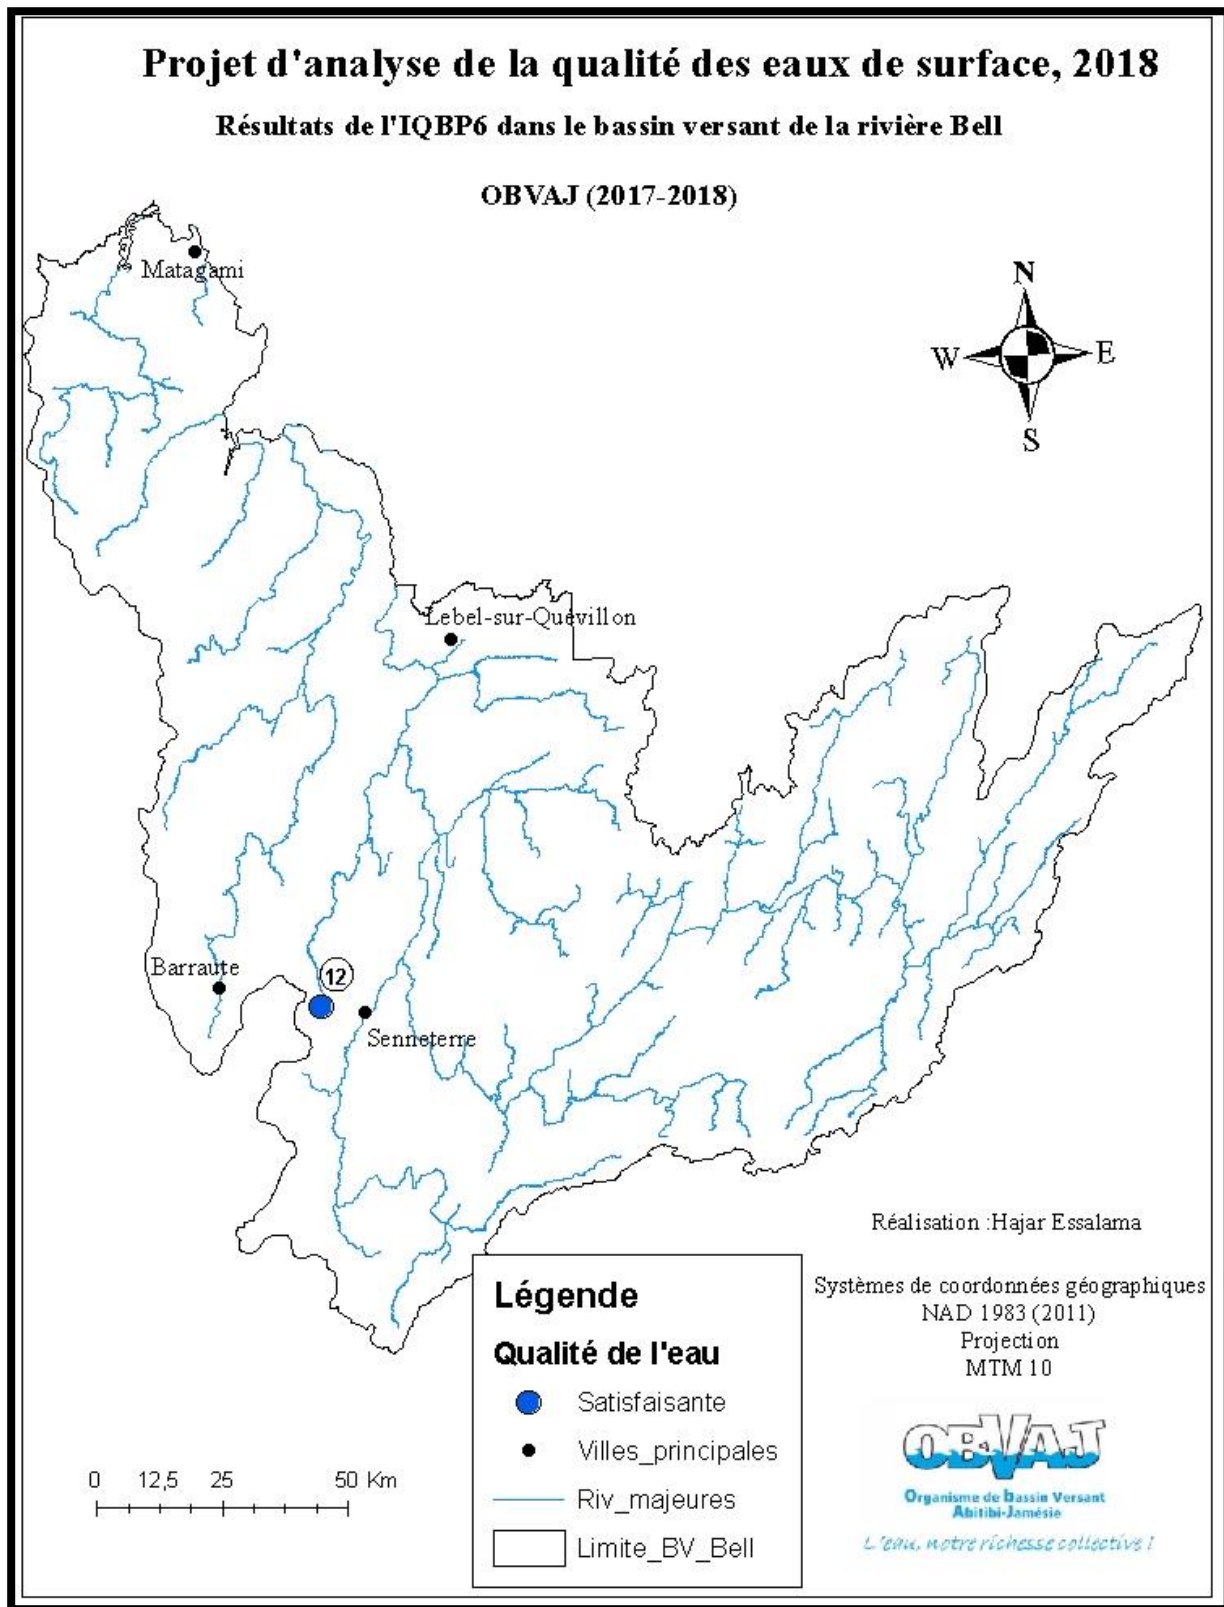 Projet d'analyse de la qualité des eaux de surface, 2018
Résultats de l'IQBP6 dans le bassin versant de la rivière Bell
OBVAJ (2017-2018)
Matagami
N
W
E
S
Lebel-sur-Quévillon
Barraute
12
Senneterre
Réalisation :Hajar Essalama
Systèmes de coordonnées géographiques
NAD 1983 (2011)
Projection
MTM 10
Légende
Qualité de l'eau
Satisfaisante
Villes_principales
Riv_majeures
Limite_BV_Bell
0 12,5 25 50 Km
OBVAJ
Organisme de bassin Versant
Abitibi-Jamésie
L'eau, notre richesse collective !